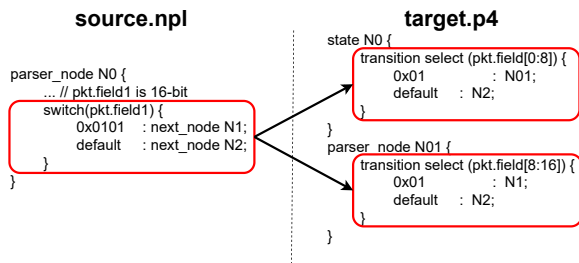 source.npl
parser_node N0 {
... // pkt.field1 is 16-bit
switch(pkt.field1) {
0x0101 : next_node N1;
default : next_node N2;
}
}
target.p4
state N0 {
transition select (pkt.field[0:8]) {
0x01 : N01;
default : N2;
}
}
parser_node N01 {
transition select (pkt.field[8:16]) {
0x01 : N1;
default : N2;
}
}